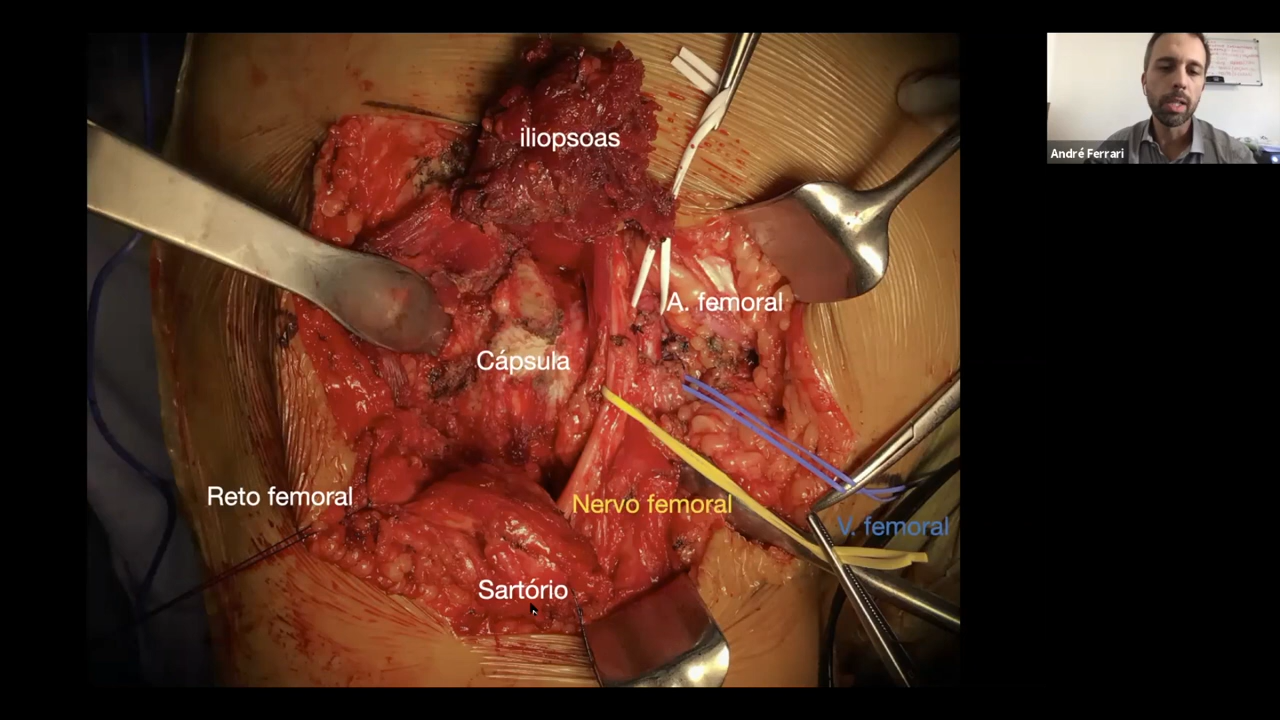 iliopsoas
André Ferrari
A. femoral
Cápsula
Reto femoral
Nervo femoral
V. femoral
Sartório